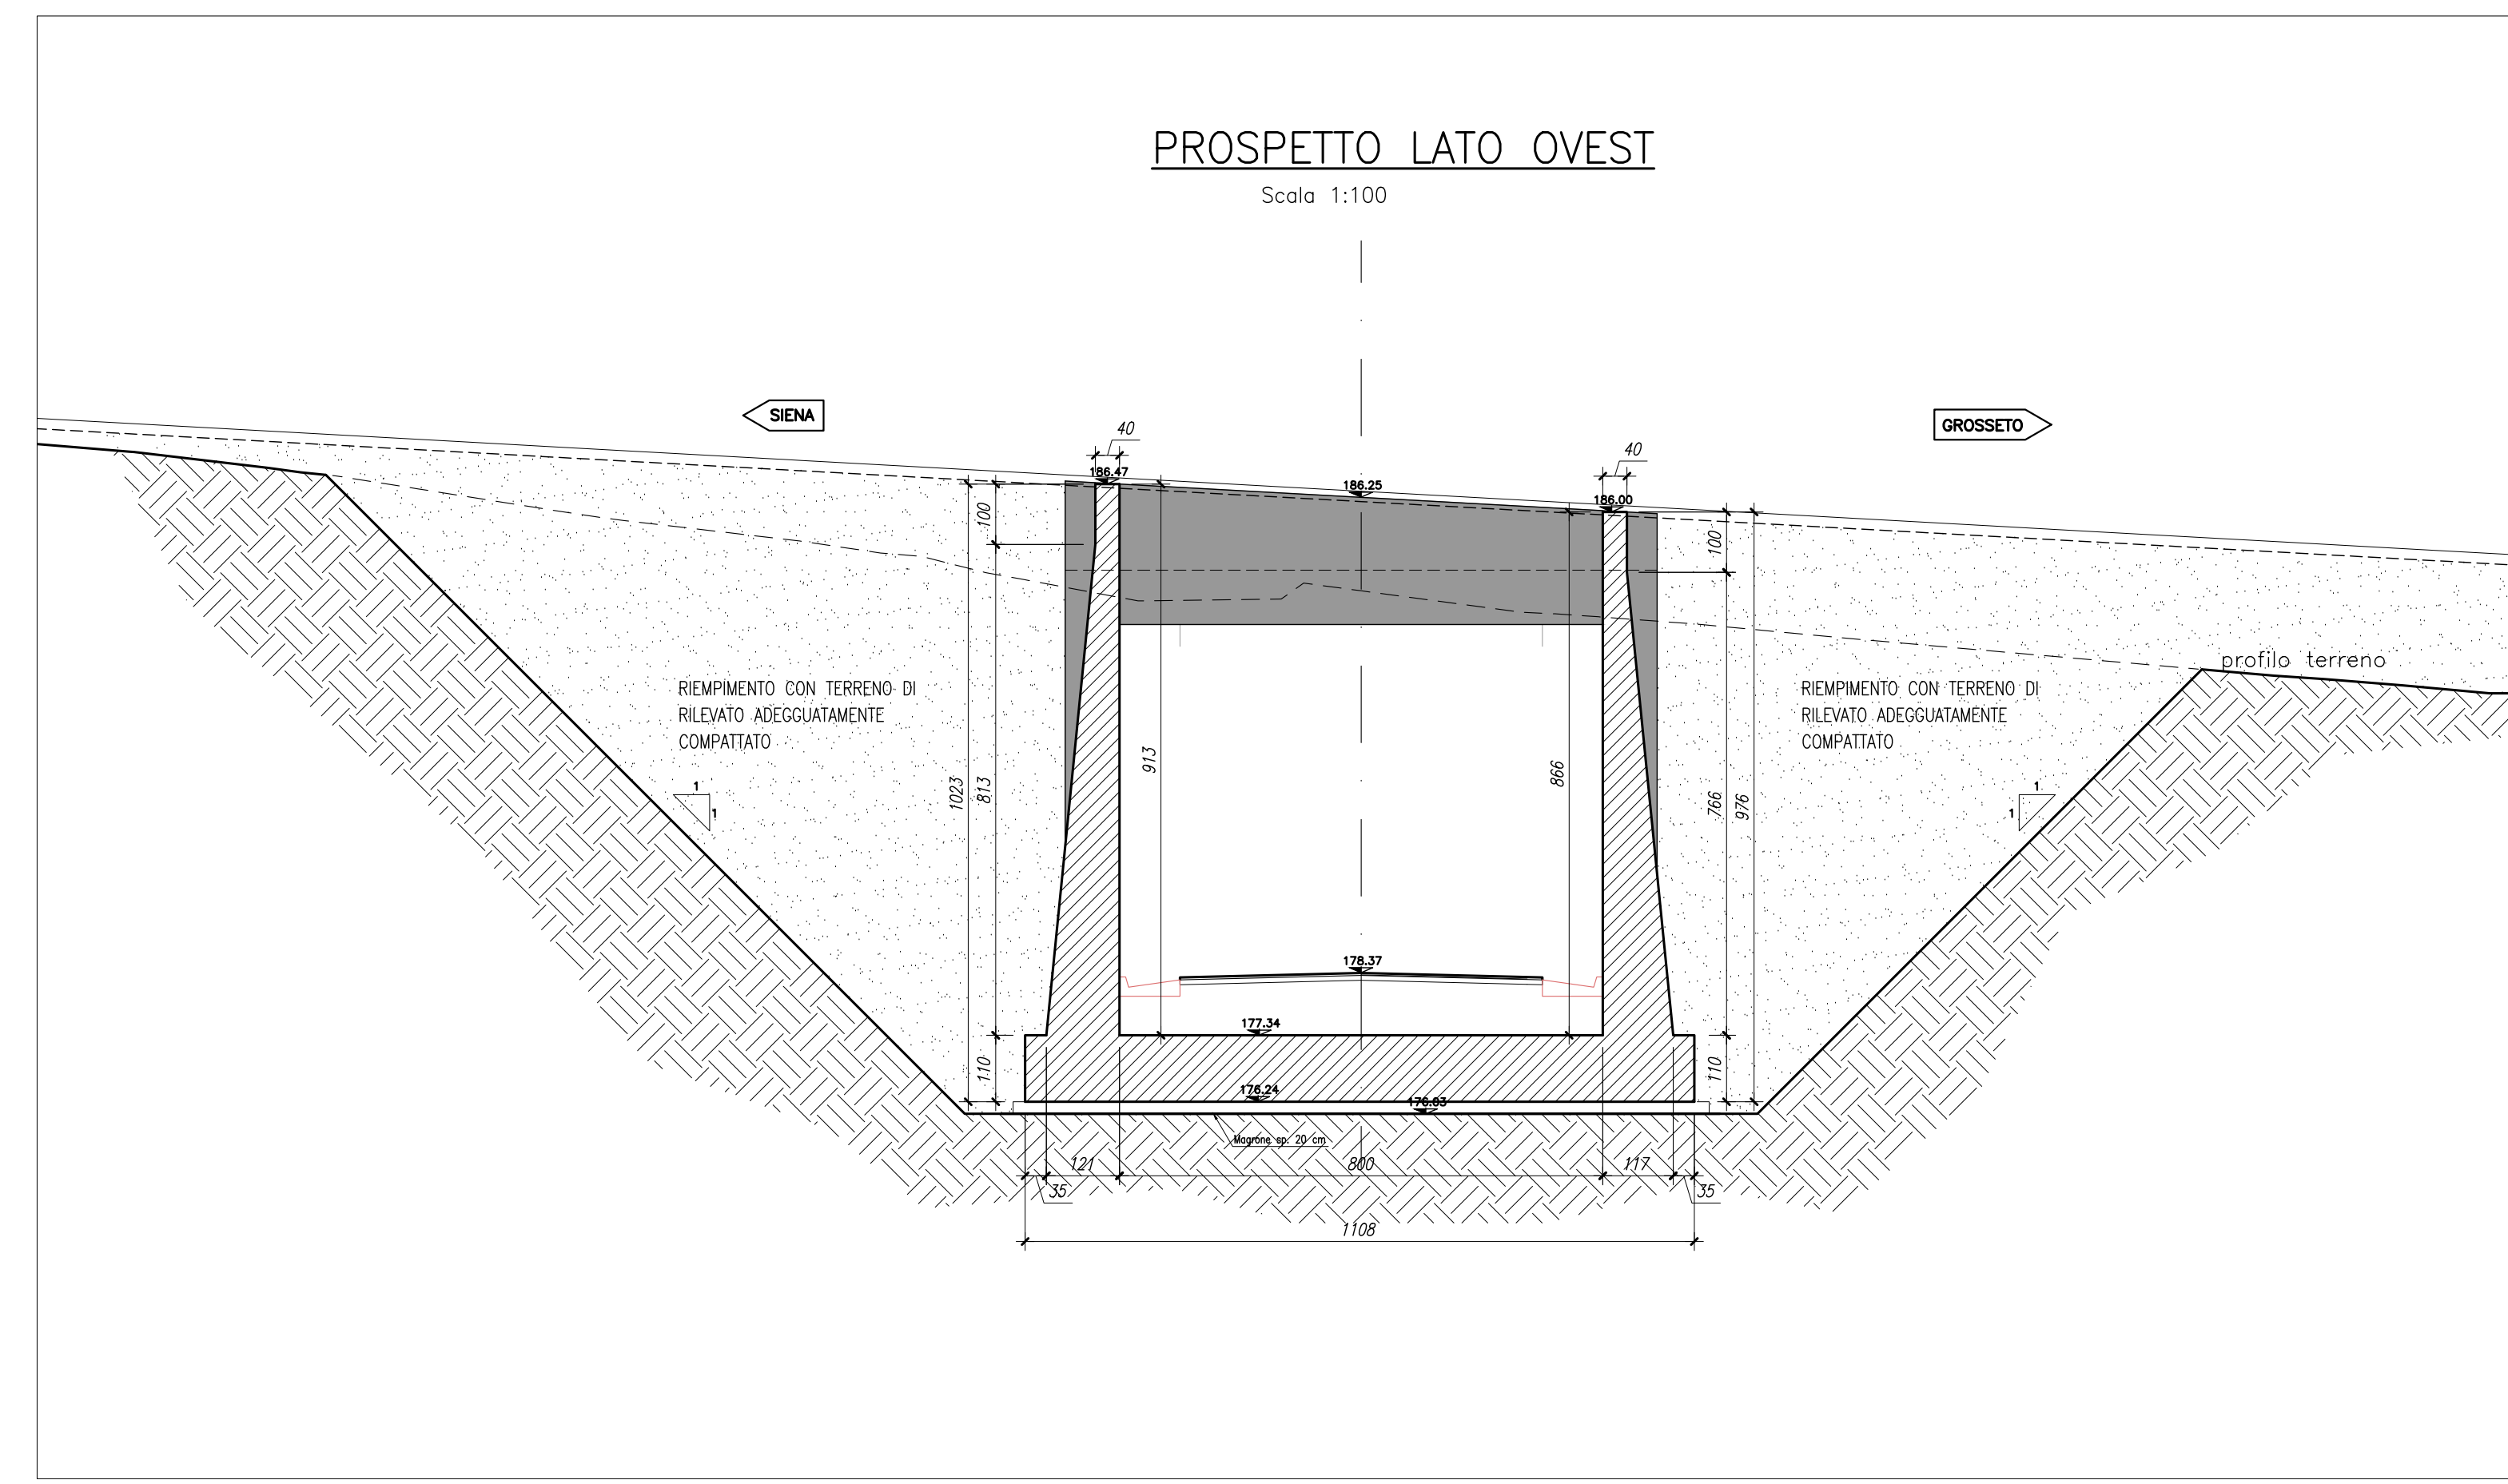 PROSPETTO LATO OVEST
Scala 1:100
SIENA
GROSSETO
40
40
186.47
186.25
186.00
100
100
profilo terreno
RIEMPIMENTO CON TERRENO DI
RILEVATO ADEGGUATAMENTE
COMPATTATO
RIEMPIMENTO CON TERRENO DI
RILEVATO ADEGGUATAMENTE
COMPATTATO
1
1
1023
813
913
866
766
976
1
1
178.37
177.34
110
110
176.24
176.03
Magrone sp. 20 cm
121
800
117
35
35
1108